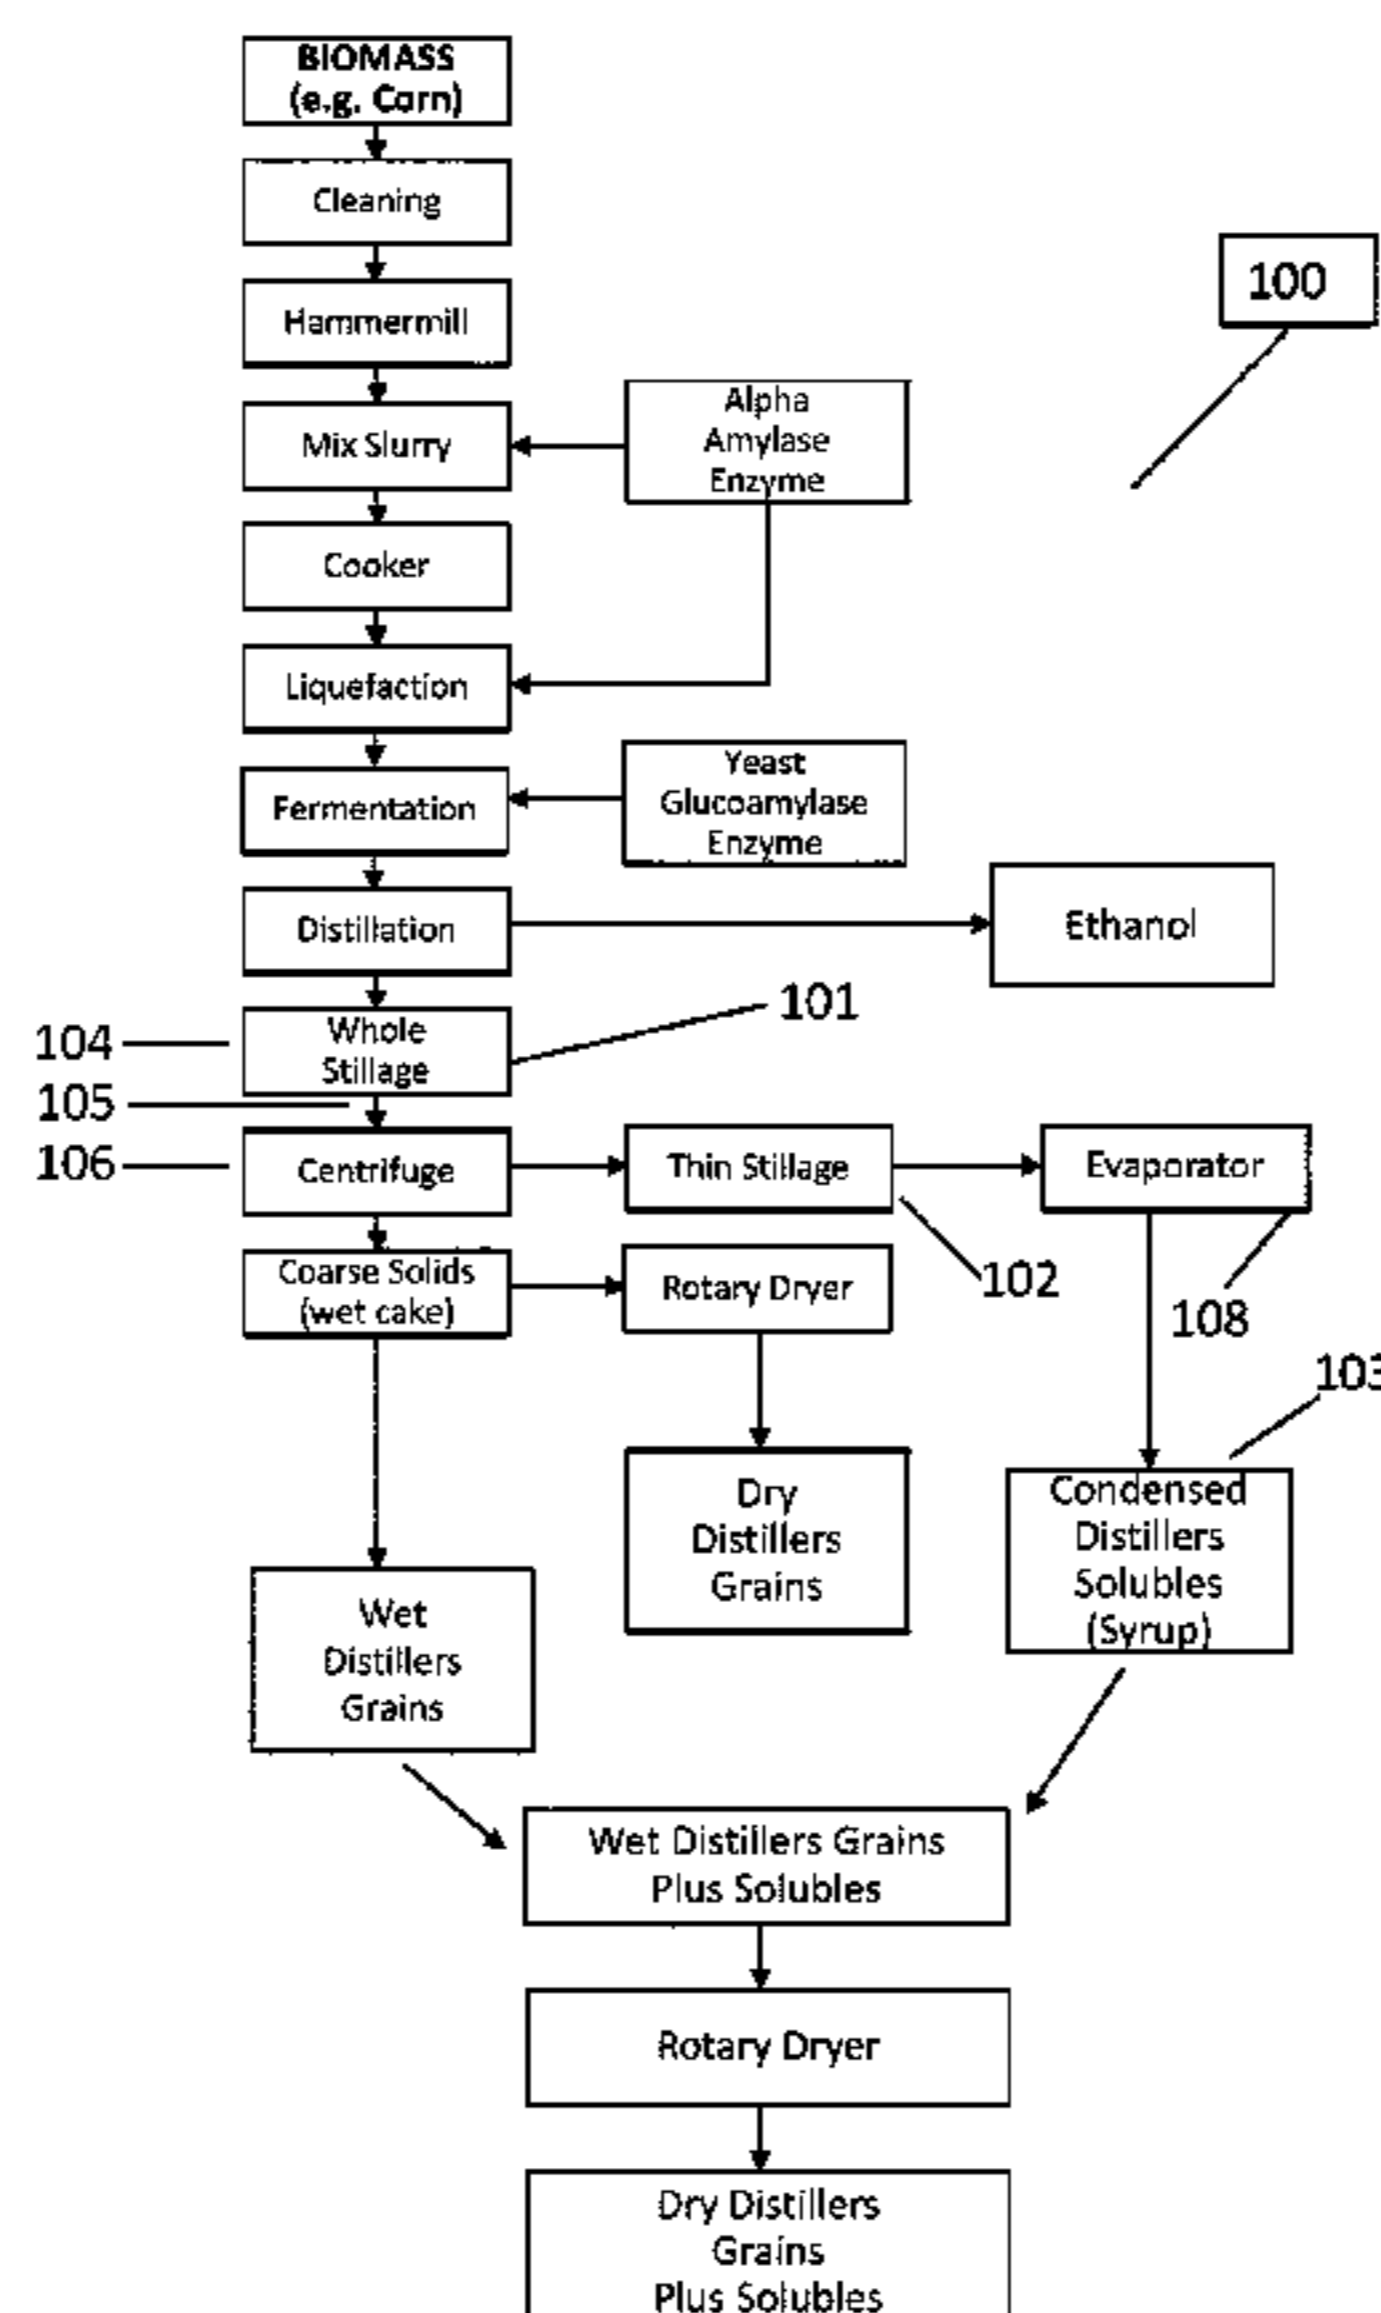 BIOMASS
(e.g. Corn)
Cleaning
100
Hammermill
Mix Slurry
Alpha
Amylase
Enzyme
Cooker
Liquefaction
Yeast
Glucoamylase
Enzyme
Fermentation
Distillation
Ethanol
101
104
Whole
Stillage
105
106
Centrifuge
Thin Stillage
Evaporator
102
108
Coarse Solids
(wet cake)
Rotary Dryer
103
Dry
Distillers
Grains
Condensed
Distillers
Solubles
(Syrup)
Wet
Distillers
Grains
Wet Distillers Grains
Plus Solubles
Rotary Dryer
Dry Distillers
Grains
Plus Solubles